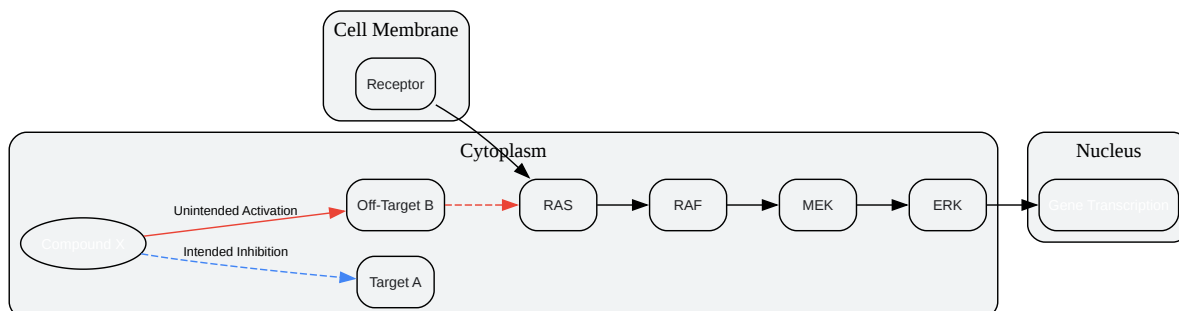 Cell Membrane
Receptor
Cytoplasm
Nucleus
Unintended Activation
Off-Target B
RAS
RAF
MEK
ERK
Gene Transcription
Compound X
Intended Inhibition
Target A